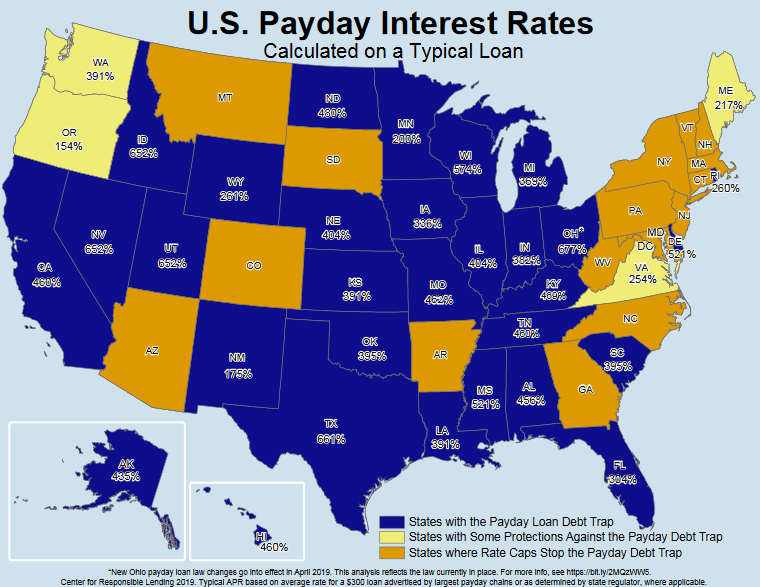 U.S. Payday Interest Rates
Calculated on a Typical Loan
WA
391%
OR
154%
MT
ID
652%
ND
460%
MN
200%
SD
WI
574%
MI
369%
ME
217%
VT
NH
NY
MA
CT
RI
260%
WY
261%
NV
652%
UT
652%
CA
460%
CO
NE
404%
IA
336%
IL
404%
IN
382%
OH*
677%
PA
NJ
MD
DE
521%
DC
WV
VA
254%
KS
391%
MO
462%
KY
469%
AZ
NM
175%
OK
395%
AR
TN
460%
NC
SC
395%
TX
661%
LA
391%
MS
521%
AL
456%
GA
FL
304%
AK
435%
HI
460%
States with the Payday Loan Debt Trap
States with Some Protections Against the Payday Debt Trap
States where Rate Caps Stop the Payday Debt Trap
*New Ohio payday loan law changes go into effect in April 2019. This analysis reflects the law currently in place. For more info, see https://bit.ly/2MQzWW5.
Center for Responsible Lending 2019. Typical APR based on average rate for a $300 loan advertised by largest payday chains or as determined by state regulator, where applicable.